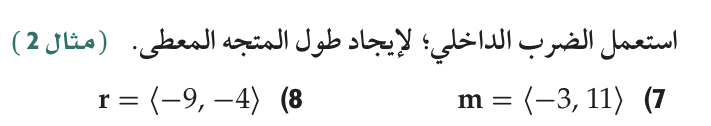 استعمل الضرب الداخلي؛ لإيجاد طول المتجه المعطى. (مثال 2)
7) m = ⟨−3, 11⟩ 8) r = ⟨−9, −4⟩